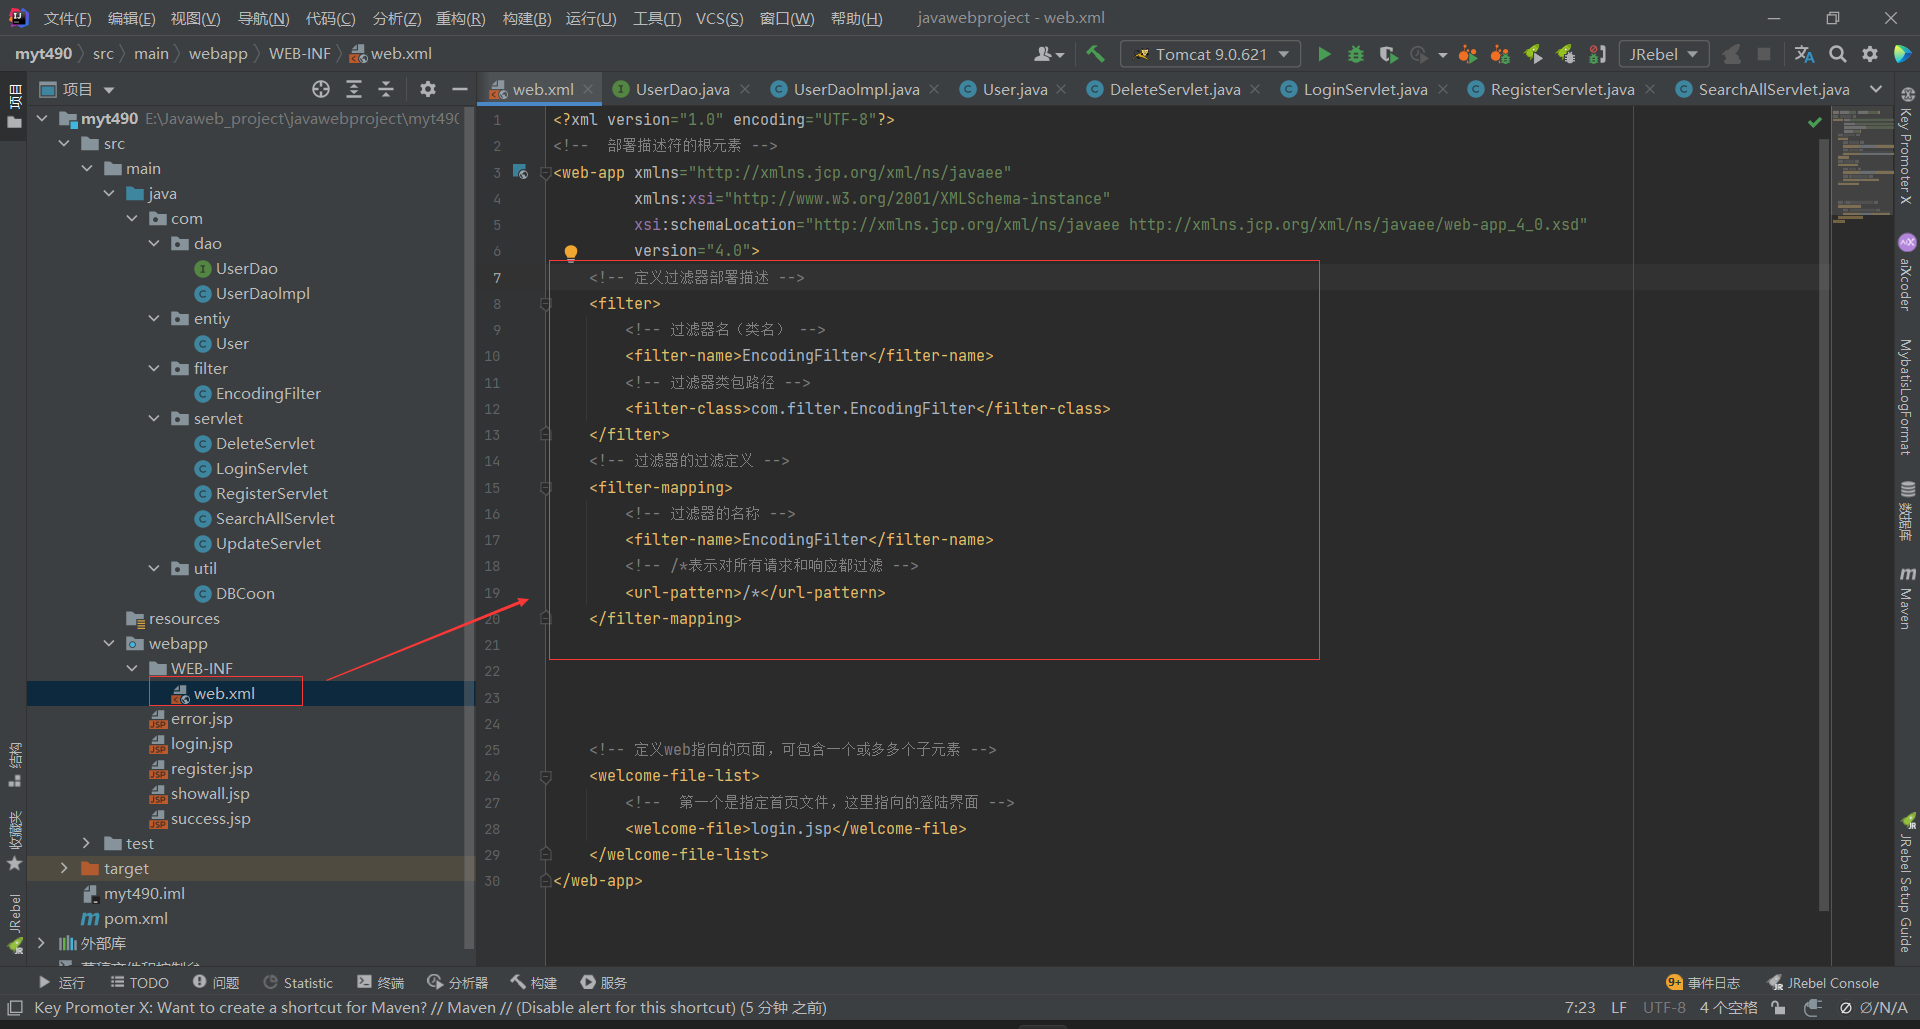 文件(F) 编辑(E) 视图(V) 导航(N) 代码(C) 分析(Z) 重构(R) 构建(B) 运行(U) 工具(T) VCS(S) 窗口(W) 帮助(H) javawebproject - web.xml
myt490 src main webapp WEB-INF web.xml Tomcat 9.0.621 JRebel
项目
web.xml UserDao.java UserDaoImpl.java User.java DeleteServlet.java LoginServlet.java RegisterServlet.java SearchAllServlet.java
myt490 E:\Javaweb_project\javawebproject\myt490
src
main
java
com
dao
UserDao
UserDaoImpl
entiy
User
filter
EncodingFilter
servlet
DeleteServlet
LoginServlet
RegisterServlet
SearchAllServlet
UpdateServlet
util
DBCoon
resources
webapp
WEB-INF
web.xml
error.jsp
login.jsp
register.jsp
showall.jsp
success.jsp
test
target
myt490.iml
pom.xml
外部库
项目
结构
收藏夹
JRebel
1 <?xml version="1.0" encoding="UTF-8"?>
2 <!--  部署描述符的根元素 -->
3 <web-app xmlns="http://xmlns.jcp.org/xml/ns/javaee"
4 xmlns:xsi="http://www.w3.org/2001/XMLSchema-instance"
5 xsi:schemaLocation="http://xmlns.jcp.org/xml/ns/javaee http://xmlns.jcp.org/xml/ns/javaee/web-app_4_0.xsd"
6 version="4.0">
7 <!-- 定义过滤器部署描述 -->
8 <filter>
9 <!-- 过滤器名（类名） -->
10 <filter-name>EncodingFilter</filter-name>
11 <!-- 过滤器类包路径 -->
12 <filter-class>com.filter.EncodingFilter</filter-class>
13 </filter>
14 <!-- 过滤器的过滤定义 -->
15 <filter-mapping>
16 <!-- 过滤器的名称 -->
17 <filter-name>EncodingFilter</filter-name>
18 <!-- /*表示对所有请求和响应都过滤 -->
19 <url-pattern>/*</url-pattern>
20 </filter-mapping>
21
22
23
24
25 <!-- 定义web指向的页面，可包含一个或多多个子元素 -->
26 <welcome-file-list>
27 <!--  第一个是指定首页文件，这里指向的登陆界面 -->
28 <welcome-file>login.jsp</welcome-file>
29 </welcome-file-list>
30 </web-app>
Key Promoter X
aiXcoder
MybatisLogFormat
数据库
Maven
JRebel Setup Guide
运行 TODO 问题 Statistic 终端 分析器 构建 服务 9+ 事件日志 JRebel Console
Key Promoter X: Want to create a shortcut for Maven? // Maven // (Disable alert for this shortcut) (5 分钟 之前) 7:23 LF UTF-8 4 个空格 Ø/N/A